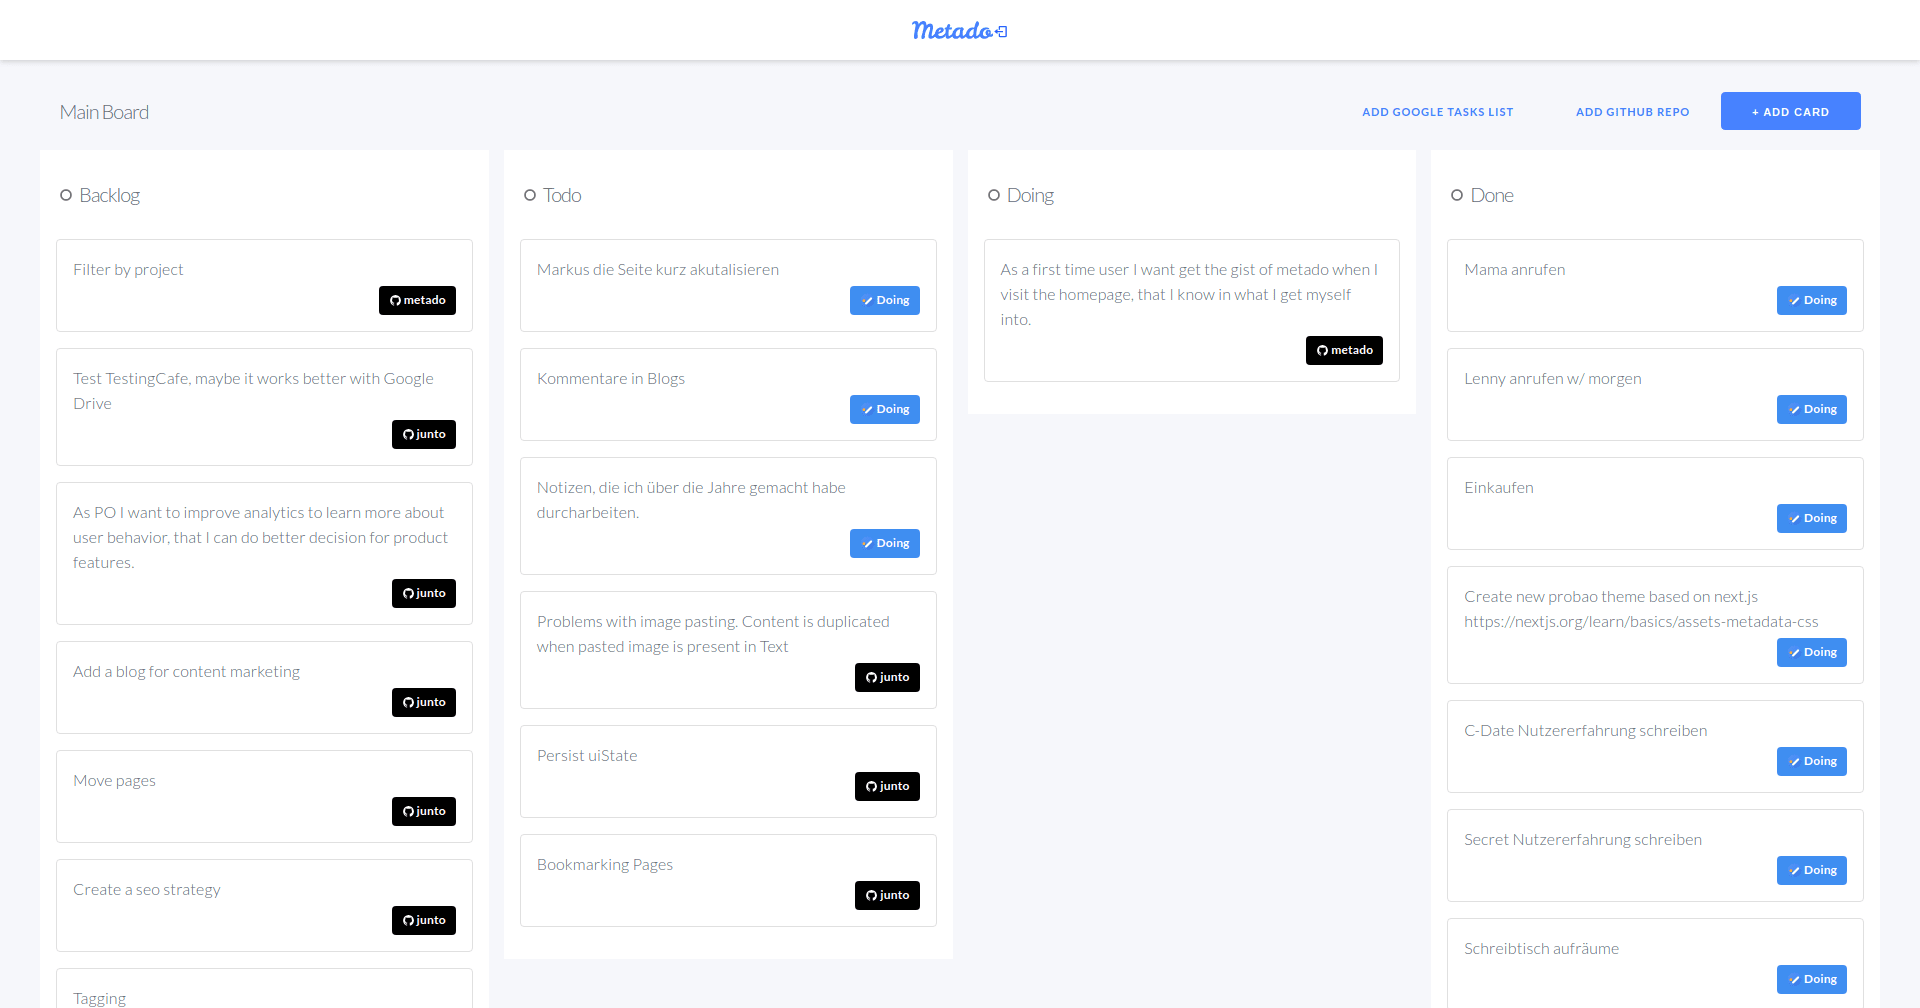 Metado
Main Board
ADD GOOGLE TASKS LIST
ADD GITHUB REPO
+ ADD CARD
Backlog
Filter by project
metado
Test TestingCafe, maybe it works better with Google
Drive
junto
As PO I want to improve analytics to learn more about
user behavior, that I can do better decision for product
features.
junto
Add a blog for content marketing
junto
Move pages
junto
Create a seo strategy
junto
Tagging
Todo
Markus die Seite kurz akutalisieren
Doing
Kommentare in Blogs
Doing
Notizen, die ich über die Jahre gemacht habe
durcharbeiten.
Doing
Problems with image pasting. Content is duplicated
when pasted image is present in Text
junto
Persist uiState
junto
Bookmarking Pages
junto
Doing
As a first time user I want get the gist of metado when I
visit the homepage, that I know in what I get myself
into.
metado
Done
Mama anrufen
Doing
Lenny anrufen w/ morgen
Doing
Einkaufen
Doing
Create new probao theme based on next.js
https://nextjs.org/learn/basics/assets-metadata-css
Doing
C-Date Nutzererfahrung schreiben
Doing
Secret Nutzererfahrung schreiben
Doing
Schreibtisch aufräume
Doing